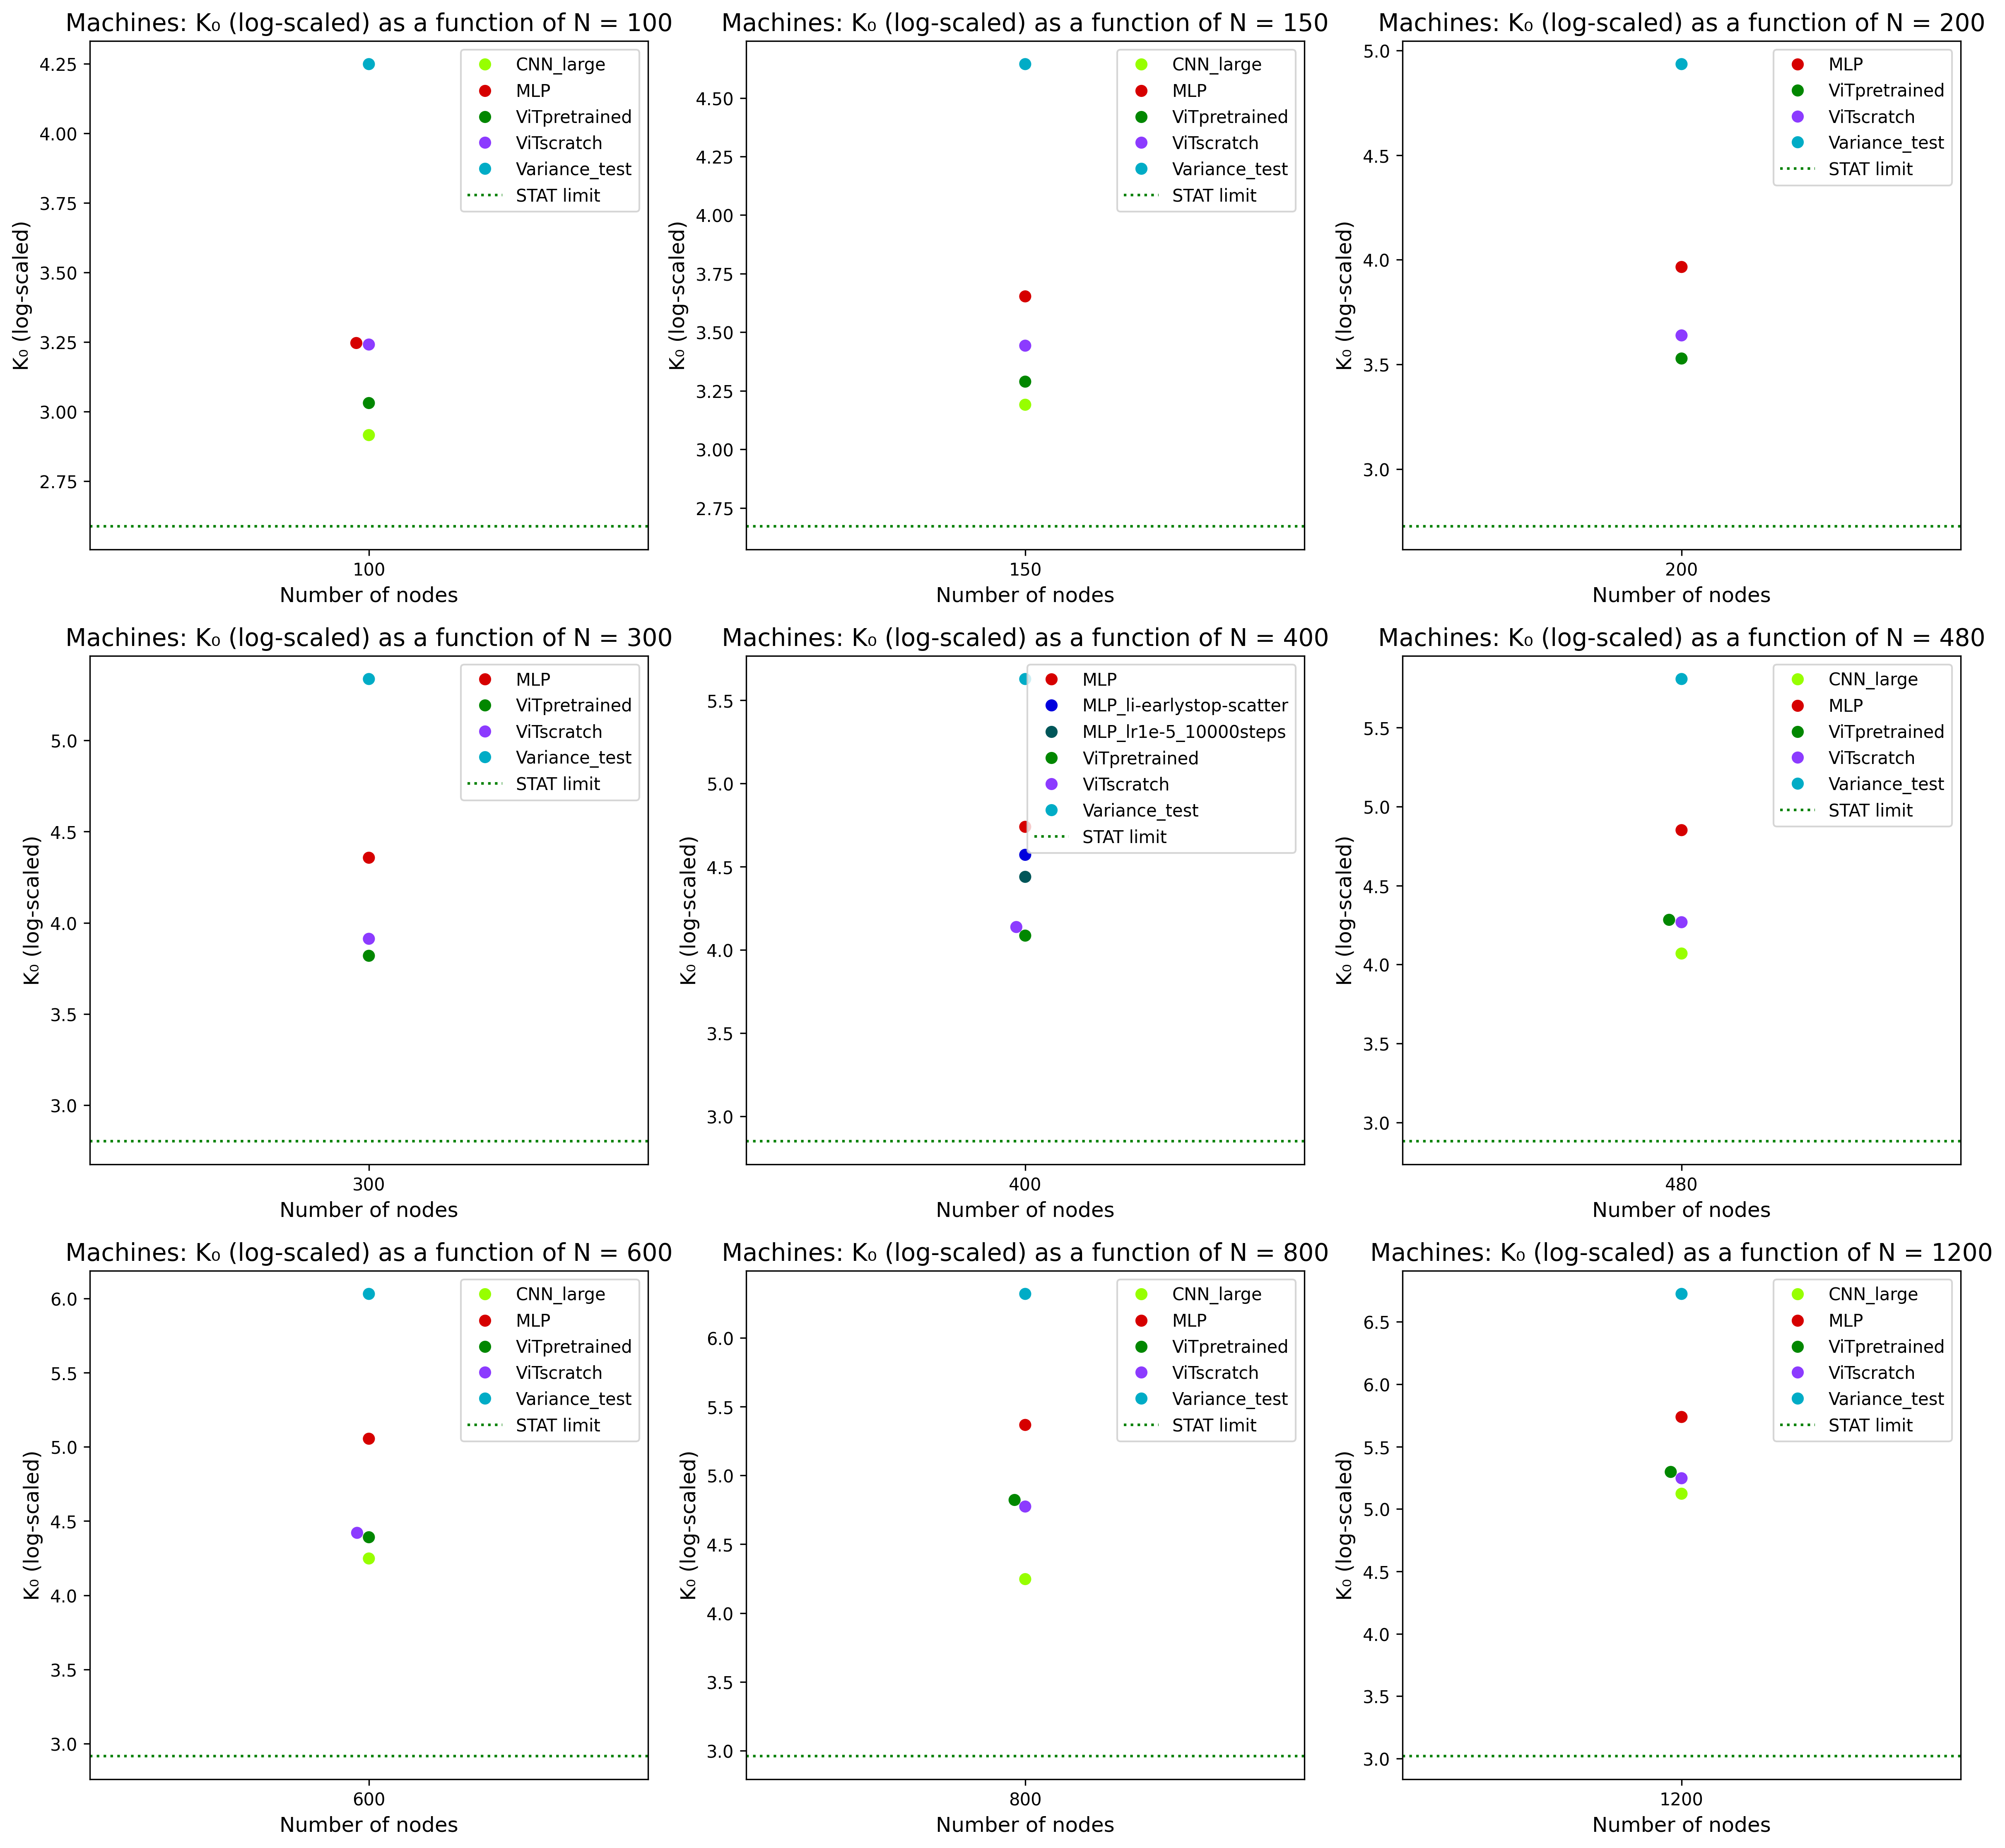 Machines: K₀ (log-scaled) as a function of N = 100
4.25
4.00
3.75
3.50
3.25
3.00
2.75
K₀ (log-scaled)
CNN_large
MLP
ViTpretrained
ViTscratch
Variance_test
STAT limit
100
Number of nodes
Machines: K₀ (log-scaled) as a function of N = 150
4.50
4.25
4.00
3.75
3.50
3.25
3.00
2.75
K₀ (log-scaled)
CNN_large
MLP
ViTpretrained
ViTscratch
Variance_test
STAT limit
150
Number of nodes
Machines: K₀ (log-scaled) as a function of N = 200
5.0
4.5
4.0
3.5
3.0
K₀ (log-scaled)
MLP
ViTpretrained
ViTscratch
Variance_test
STAT limit
200
Number of nodes
Machines: K₀ (log-scaled) as a function of N = 300
5.0
4.5
4.0
3.5
3.0
K₀ (log-scaled)
MLP
ViTpretrained
ViTscratch
Variance_test
STAT limit
300
Number of nodes
Machines: K₀ (log-scaled) as a function of N = 400
5.5
5.0
4.5
4.0
3.5
3.0
K₀ (log-scaled)
MLP
MLP_li-earlystop-scatter
MLP_lr1e-5_10000steps
ViTpretrained
ViTscratch
Variance_test
STAT limit
400
Number of nodes
Machines: K₀ (log-scaled) as a function of N = 480
5.5
5.0
4.5
4.0
3.5
3.0
K₀ (log-scaled)
CNN_large
MLP
ViTpretrained
ViTscratch
Variance_test
STAT limit
480
Number of nodes
Machines: K₀ (log-scaled) as a function of N = 600
6.0
5.5
5.0
4.5
4.0
3.5
3.0
K₀ (log-scaled)
CNN_large
MLP
ViTpretrained
ViTscratch
Variance_test
STAT limit
600
Number of nodes
Machines: K₀ (log-scaled) as a function of N = 800
6.0
5.5
5.0
4.5
4.0
3.5
3.0
K₀ (log-scaled)
CNN_large
MLP
ViTpretrained
ViTscratch
Variance_test
STAT limit
800
Number of nodes
Machines: K₀ (log-scaled) as a function of N = 1200
6.5
6.0
5.5
5.0
4.5
4.0
3.5
3.0
K₀ (log-scaled)
CNN_large
MLP
ViTpretrained
ViTscratch
Variance_test
STAT limit
1200
Number of nodes